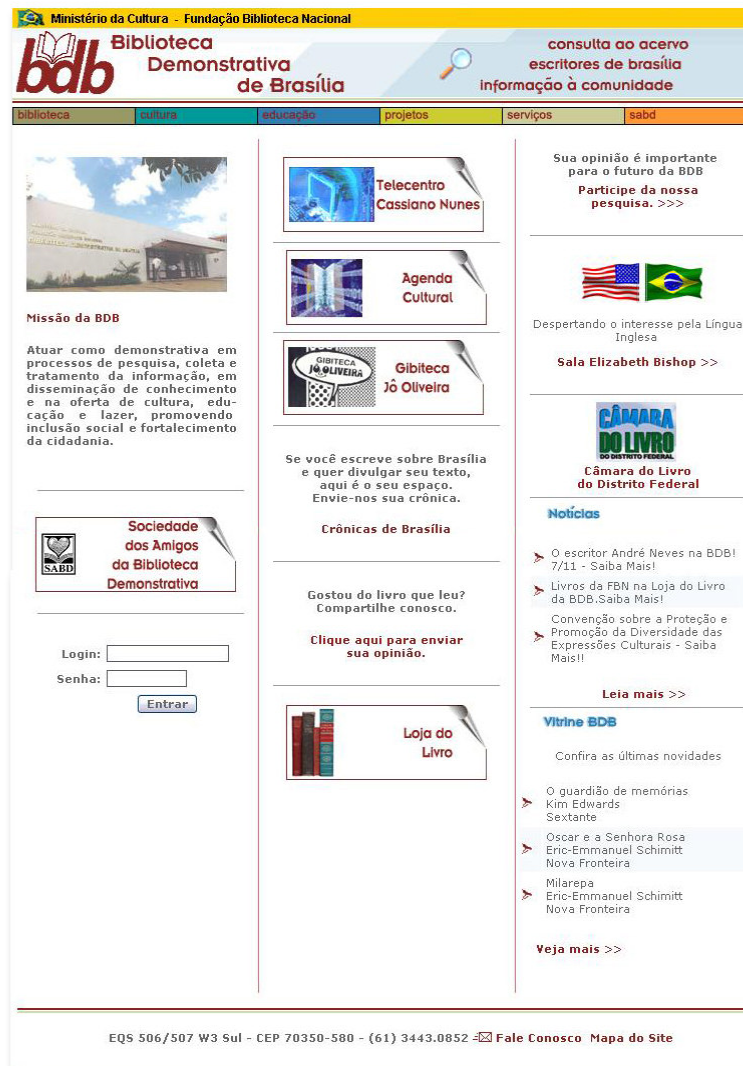 Ministério da Cultura - Fundação Biblioteca Nacional
bdb
Biblioteca
Demonstrativa
de Brasília
consulta ao acervo
escritores de brasília
informação à comunidade
biblioteca
cultura
educação
projetos
serviços
sabd
Missão da BDB
Atuar como demonstrativa em
processos de pesquisa, coleta e
tratamento da informação, em
disseminação de conhecimento
e na oferta de cultura, edu-
cação e lazer, promovendo
inclusão social e fortalecimento
da cidadania.
SABD
Sociedade
dos Amigos
da Biblioteca
Demonstrativa
Login:
Senha:
Entrar
Telecentro
Cassiano Nunes
Agenda
Cultural
GIBITECA
JÔ OLIVEIRA
Gibiteca
Jô Oliveira
Se você escreve sobre Brasília
e quer divulgar seu texto,
aqui é o seu espaço.
Envie-nos sua crônica.
Crônicas de Brasília
Gostou do livro que leu?
Compartilhe conosco.
Clique aqui para enviar
sua opinião.
Loja do
Livro
Sua opinião é importante
para o futuro da BDB
Participe da nossa
pesquisa. >>>
Despertando o interesse pela Língua
Inglesa
Sala Elizabeth Bishop >>
CÂMARA
DO LIVRO
DO DISTRITO FEDERAL
Câmara do Livro
do Distrito Federal
Notícias
O escritor André Neves na BDB!
7/11 - Saiba Mais!
Livros da FBN na Loja do Livro
da BDB.Saiba Mais!
Convenção sobre a Proteção e
Promoção da Diversidade das
Expressões Culturais - Saiba
Mais!!
Leia mais >>
Vitrine BDB
Confira as últimas novidades
O guardião de memórias
Kim Edwards
Sextante
Oscar e a Senhora Rosa
Eric-Emmanuel Schimitt
Nova Fronteira
Milarepa
Eric-Emmanuel Schimitt
Nova Fronteira
Veja mais >>
EQS 506/507 W3 Sul - CEP 70350-580 - (61) 3443.0852 Fale Conosco Mapa do Site